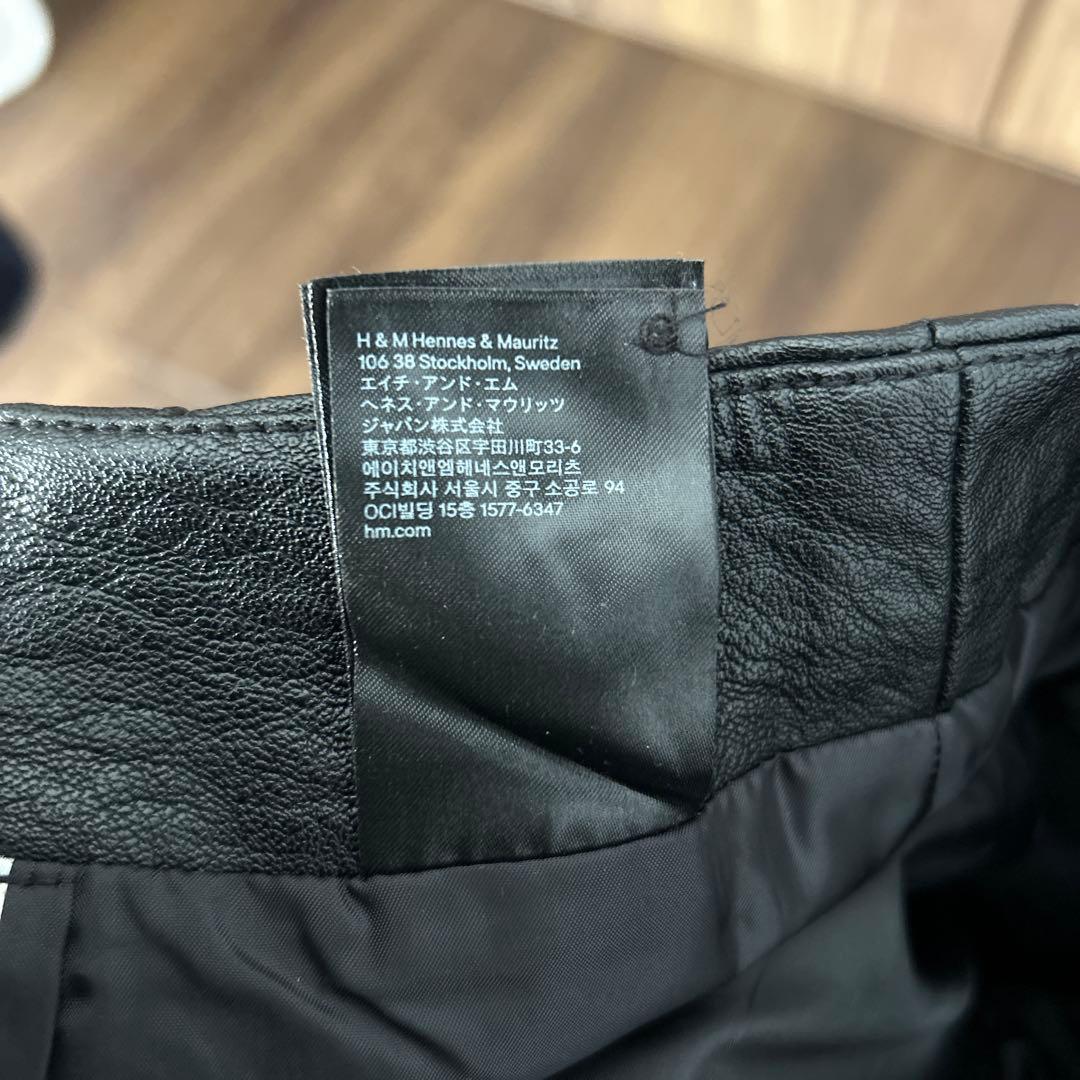 H & M Hennes & Mauritz
106 38 Stockholm, Sweden
エイチ・アンド・エム
ヘネス・アンド・マウリッツ
ジャパン株式会社
東京都渋谷区宇田川町33-6
에이치앤엠헤네스앤모리츠
주식회사 서울시 중구 소공로 94
OCI빌딩 15층 1577-6347
hm.com